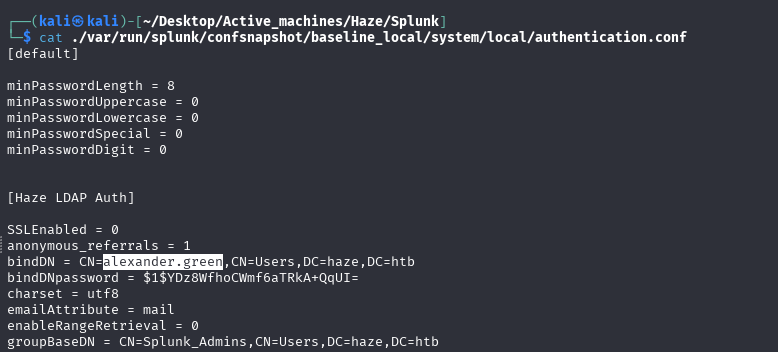 ┌──(kali㉿kali)-[~/Desktop/Active_machines/Haze/Splunk]
└─$ cat ./var/run/splunk/confsnapshot/baseline_local/system/local/authentication.conf
[default]
minPasswordLength = 8
minPasswordUppercase = 0
minPasswordLowercase = 0
minPasswordSpecial = 0
minPasswordDigit = 0
[Haze LDAP Auth]
SSLEnabled = 0
anonymous_referrals = 1
bindDN = CN=alexander.green,CN=Users,DC=haze,DC=htb
bindDNpassword = $1$YDz8WfhoCWmf6aTRkA+QqUI=
charset = utf8
emailAttribute = mail
enableRangeRetrieval = 0
groupBaseDN = CN=Splunk_Admins,CN=Users,DC=haze,DC=htb